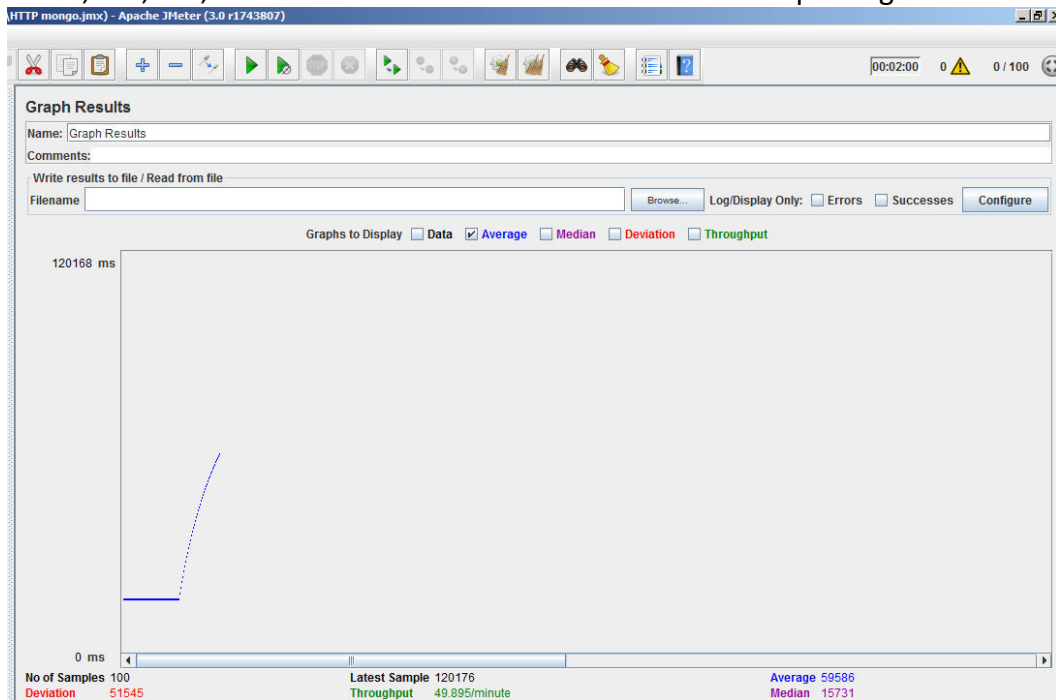 \HTTP mongo.jmx) - Apache JMeter (3.0 r1743807)
00:02:00 0 0 / 100
Graph Results
Name: Graph Results
Comments:
Write results to file / Read from file
Filename Browse... Log/Display Only: Errors Successes Configure
Graphs to Display Data Average Median Deviation Throughput
120168 ms
0 ms
No of Samples 100 Latest Sample 120176 Average 59586
Deviation 51545 Throughput 49.895/minute Median 15731